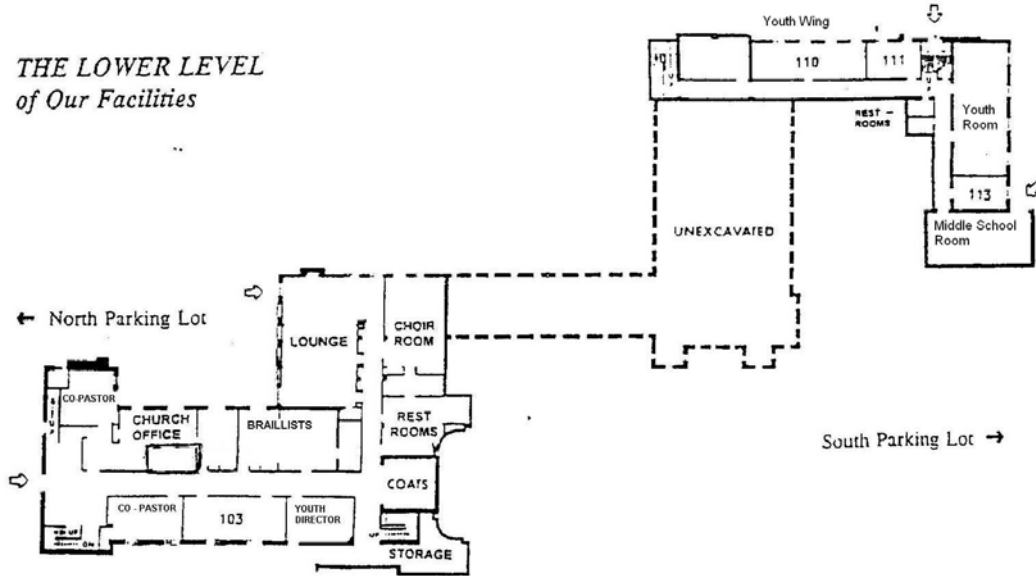 THE LOWER LEVEL
of Our Facilities
Youth Wing
110
111
REST-
ROOMS
Youth
Room
113
Middle School
Room
UNEXCAVATED
← North Parking Lot
LOUNGE
CHOIR
ROOM
CO-PASTOR
CHURCH
OFFICE
BRAILLISTS
REST
ROOMS
South Parking Lot →
COATS
CO - PASTOR
103
YOUTH
DIRECTOR
UP
UP
STORAGE